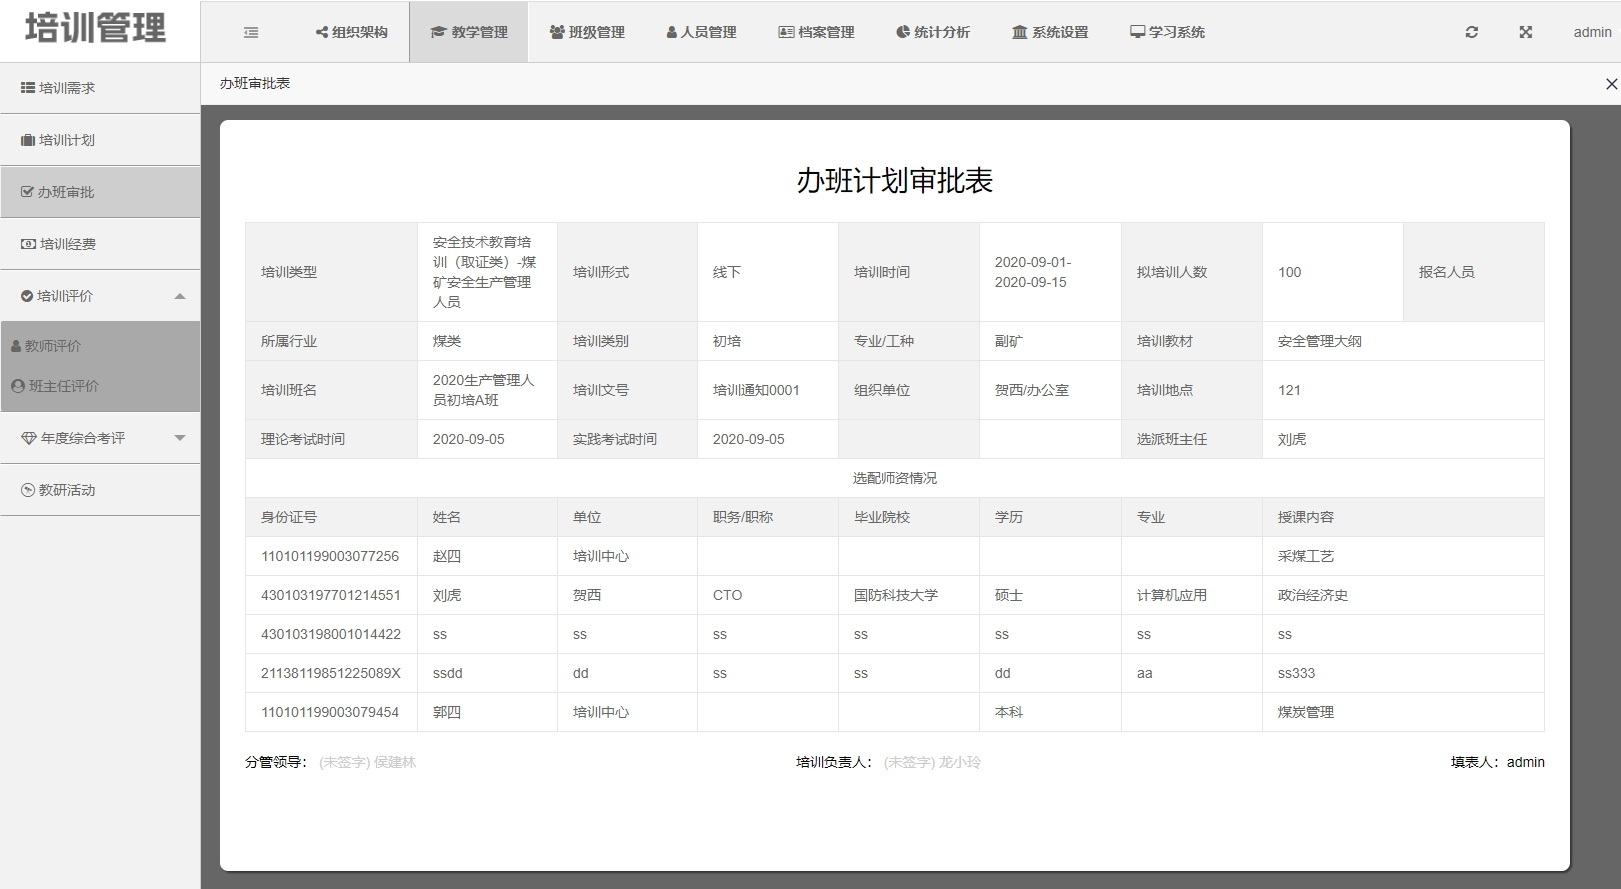 培训管理
组织架构 教学管理 班级管理 人员管理 档案管理 统计分析 系统设置 学习系统 admin
办班审批表
培训需求
培训计划
办班审批
培训经费
培训评价
教师评价
班主任评价
年度综合考评
教研活动
办班计划审批表
培训类型 安全技术教育培
训（取证类）-煤
矿安全生产管理
人员 培训形式 线下 培训时间 2020-09-01-
2020-09-15 拟培训人数 100 报名人员
所属行业 煤类 培训类别 初培 专业/工种 副矿 培训教材 安全管理大纲
培训班名 2020生产管理人
员初培A班 培训文号 培训通知0001 组织单位 贺西/办公室 培训地点 121
理论考试时间 2020-09-05 实践考试时间 2020-09-05 选派班主任 刘虎
选配师资情况
身份证号 姓名 单位 职务/职称 毕业院校 学历 专业 授课内容
110101199003077256 赵四 培训中心 采煤工艺
430103197701214551 刘虎 贺西 CTO 国防科技大学 硕士 计算机应用 政治经济史
430103198001014422 ss ss ss ss ss ss ss
21138119851225089X ssdd dd ss ss dd aa ss333
110101199003079454 郭四 培训中心 本科 煤炭管理
分管领导： (未签字) 侯建林 培训负责人： (未签字) 龙小玲 填表人：admin